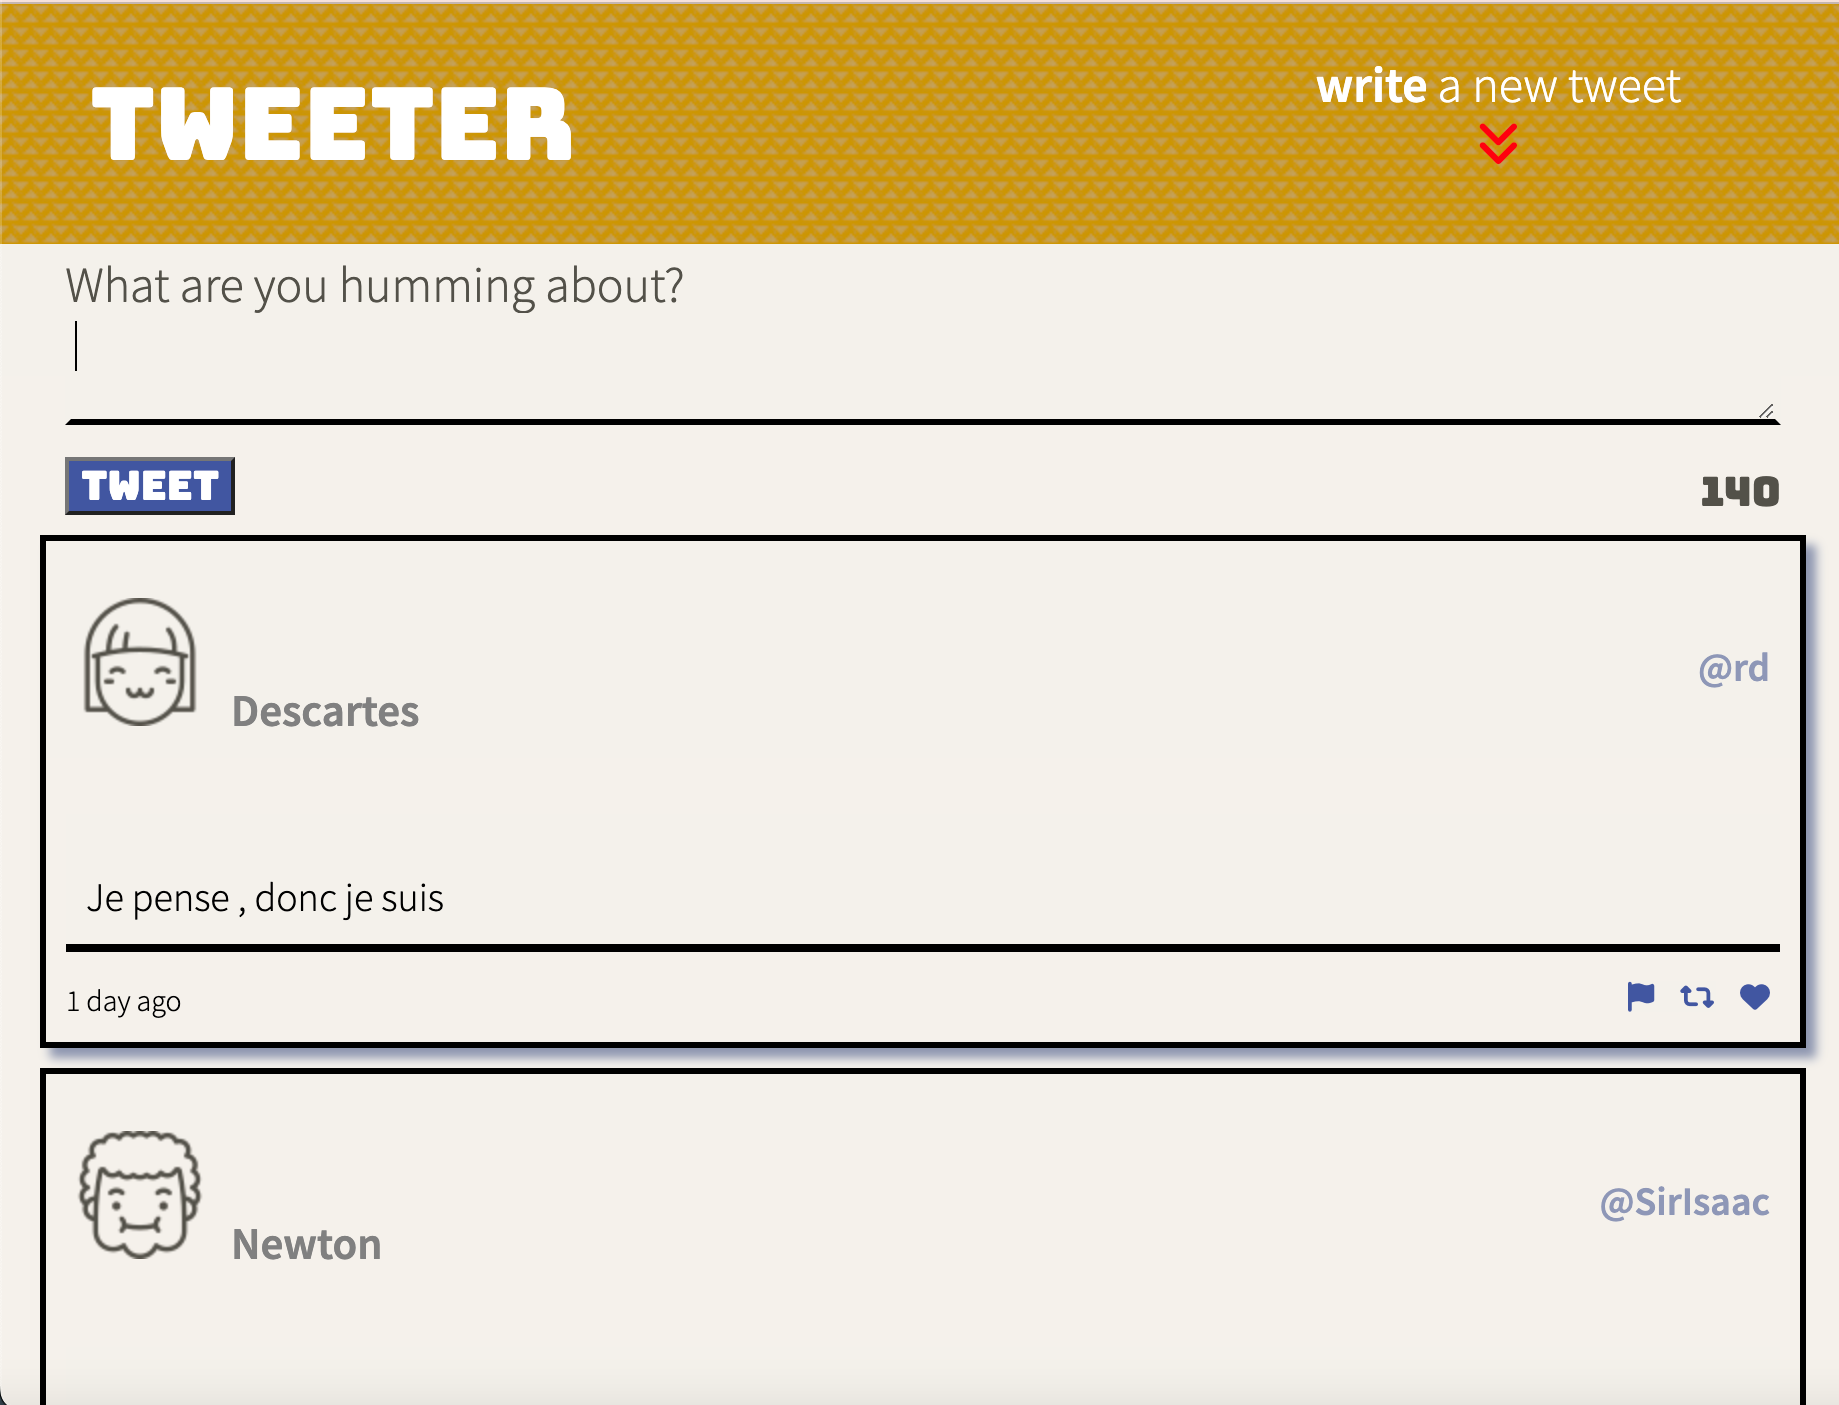 TWEETER
write a new tweet
What are you humming about?
TWEET
140
@rd
Descartes
Je pense , donc je suis
1 day ago
@SirIsaac
Newton